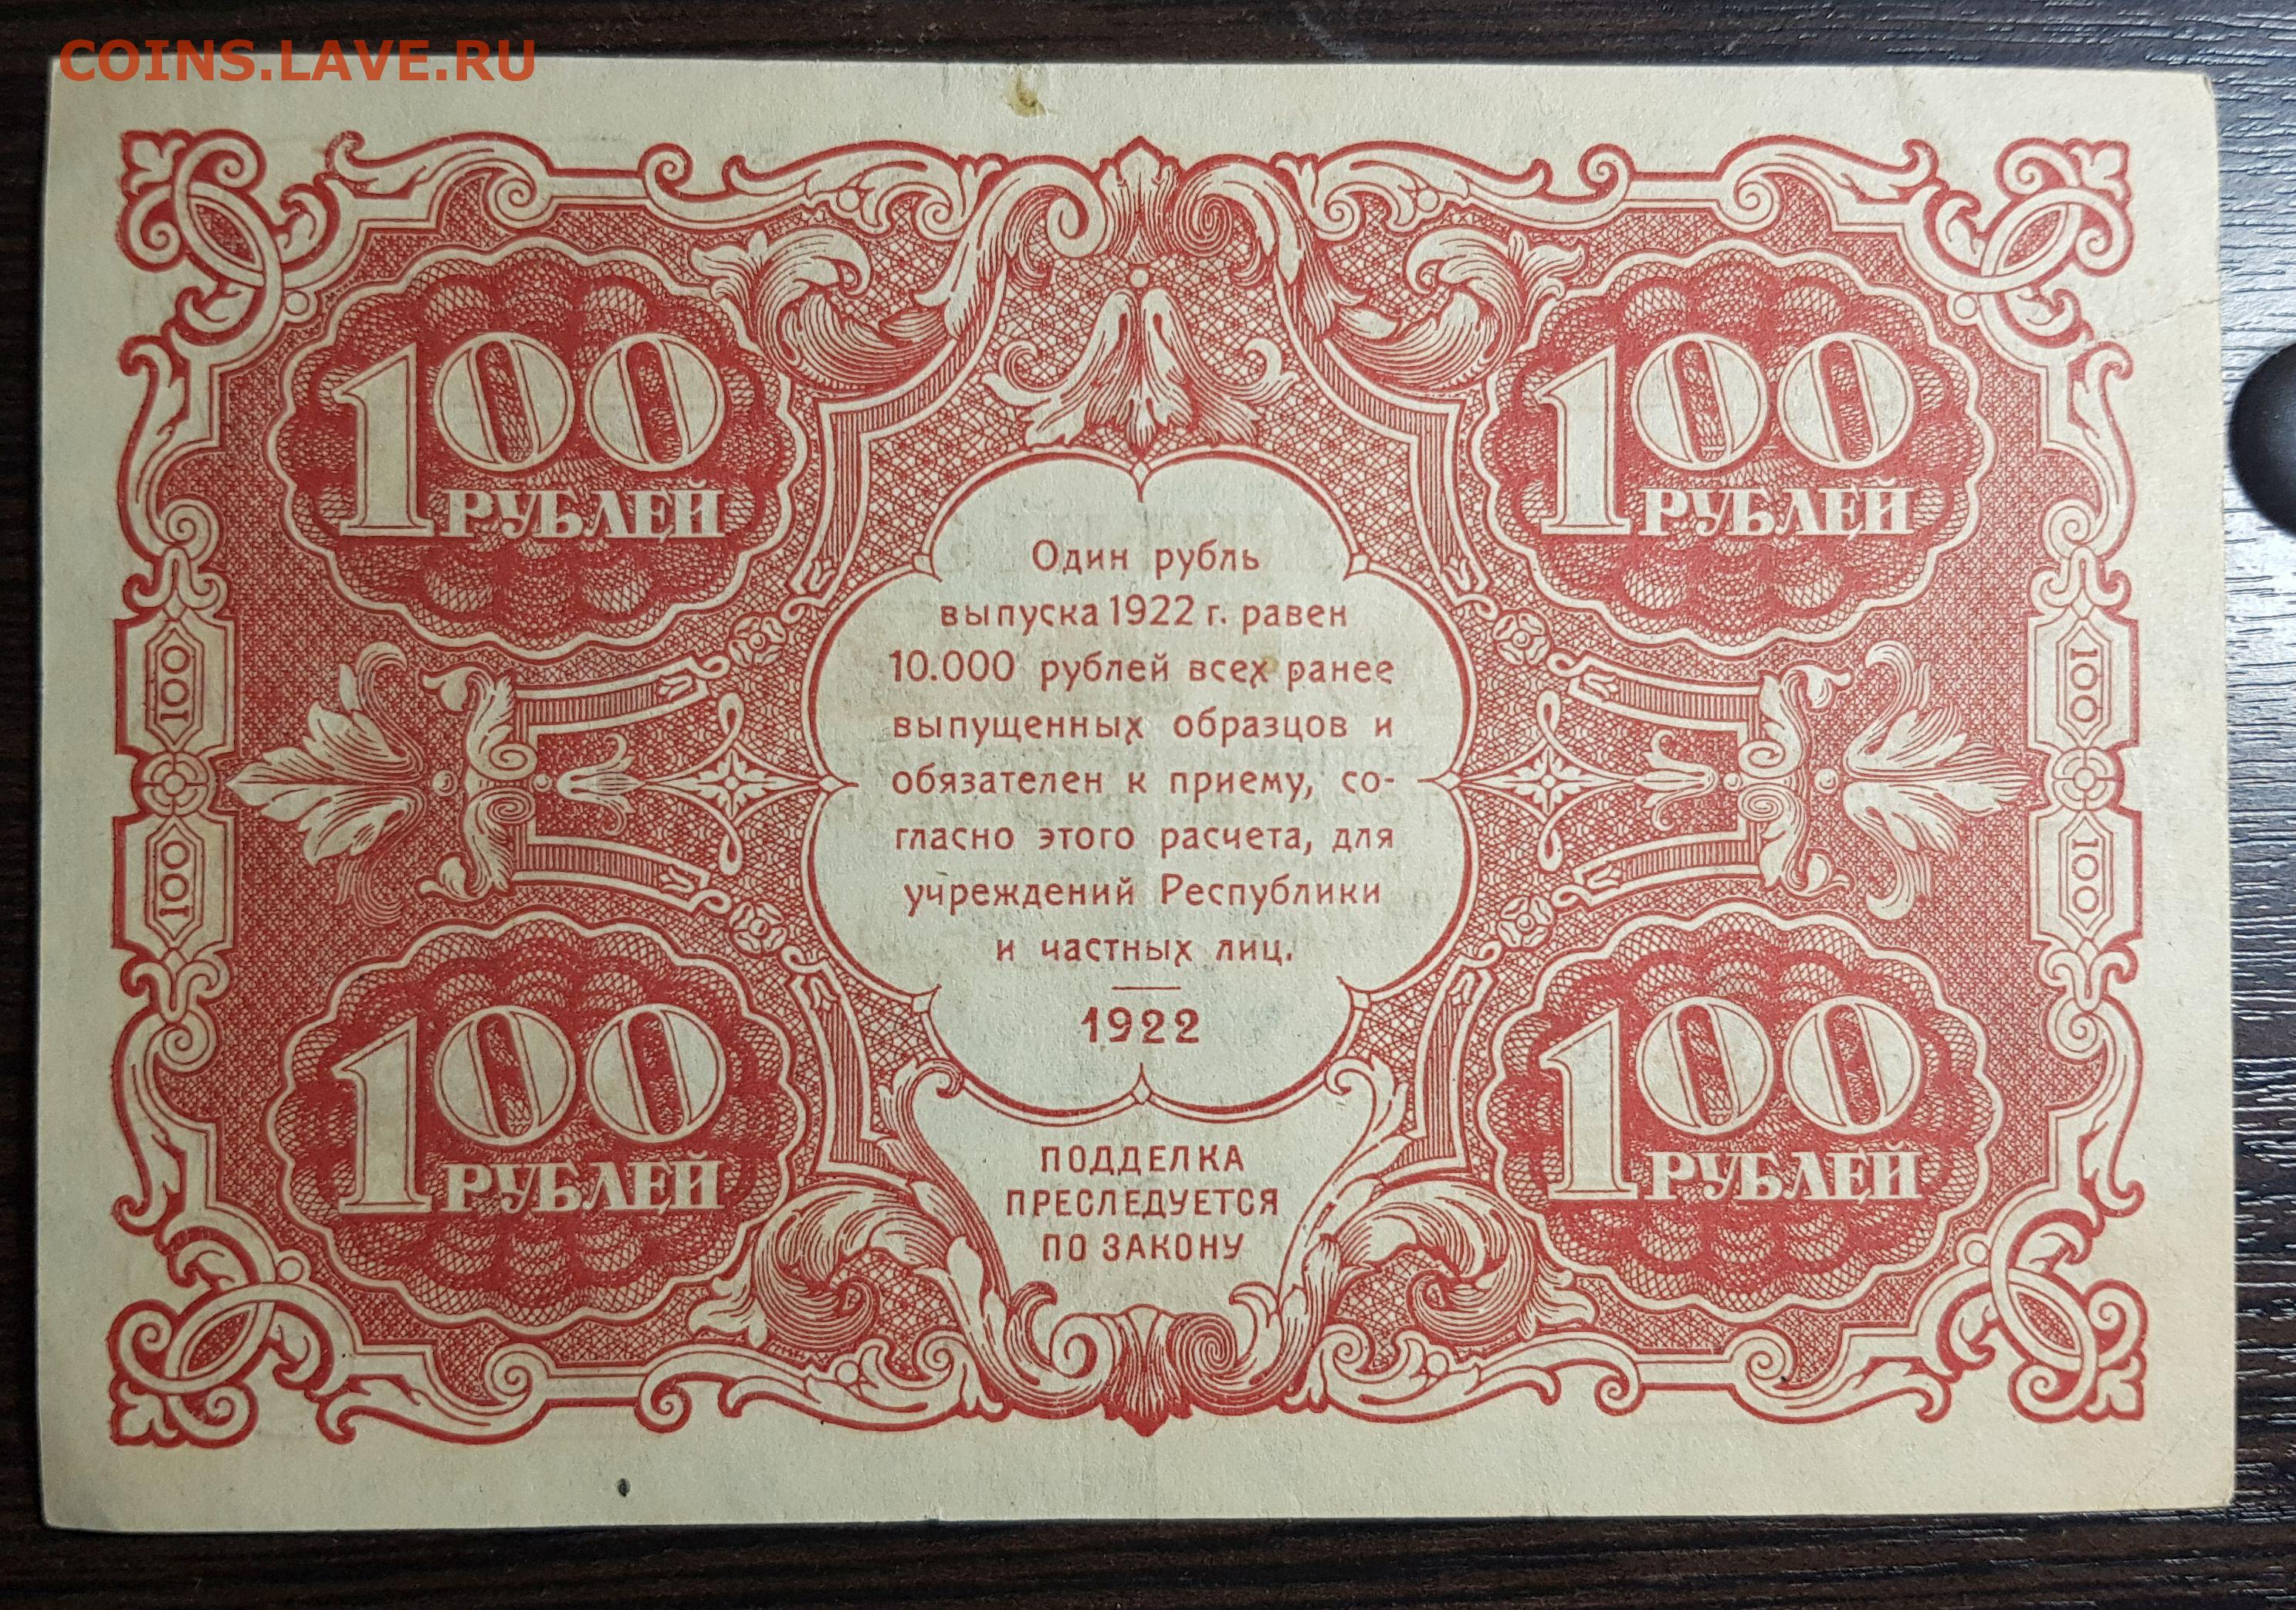 COINS.LAVE.RU
100
РУБЛЕЙ
100
РУБЛЕЙ
Один рубль
выпуска 1922 г. равен
10.000 рублей всех ранее
выпущенных образцов и
обязателен к приему, со-
гласно этого расчета, для
учреждений Республики
и частных лиц.
1922
100
100
100
100
100
РУБЛЕЙ
100
РУБЛЕЙ
ПОДДЕЛКА
ПРЕСЛЕДУЕТСЯ
ПО ЗАКОНУ